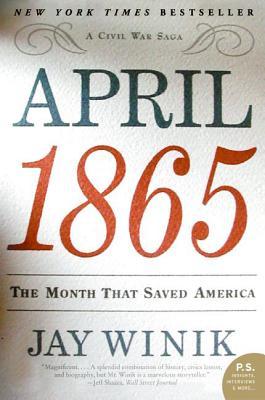 NEW YORK TIMES BESTSELLER
A CIVIL WAR SAGA
APRIL
1865
THE MONTH THAT SAVED AMERICA
JAY WINIK
"Magnificent. . . . A splendid combination of history, civics lesson,
and biography, but Mr. Winik is a marvelous storyteller."
—Jeff Shaara, Wall Street Journal
P.S.
INSIGHTS,
INTERVIEWS
& MORE...